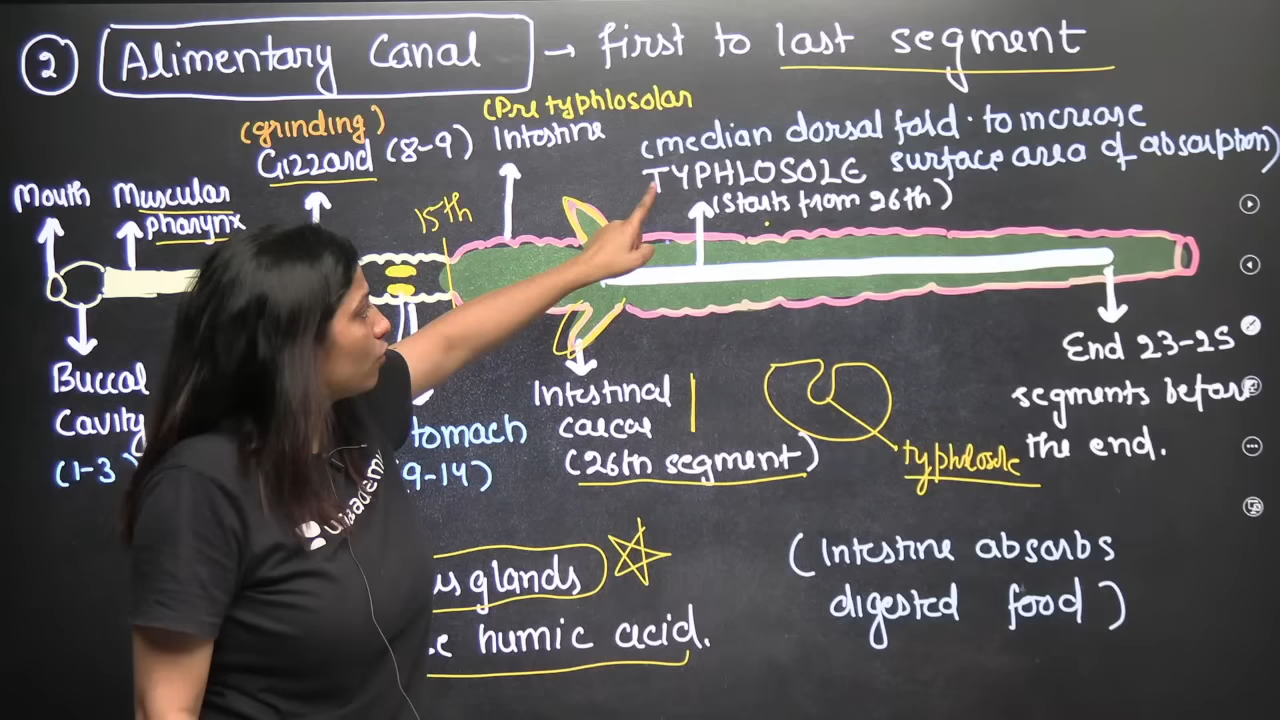 2 Alimentary Canal → first to last segment
(grinding)
Gizzard (8-9)
(Pretyphlosolar
Intestine
(median dorsal fold. to increase
TYPHLOSOLE surface area of absorption)
(Starts from 26th)
Mouth
Muscular
pharynx
15th
Buccal
Cavity
(1-3)
tomach
9-14)
Intestinal
caecae
(26th segment)
typhlosole
End 23-25
segments before
the end.
Unacademy
glands
humic acid.
(Intestine absorbs
digested food)